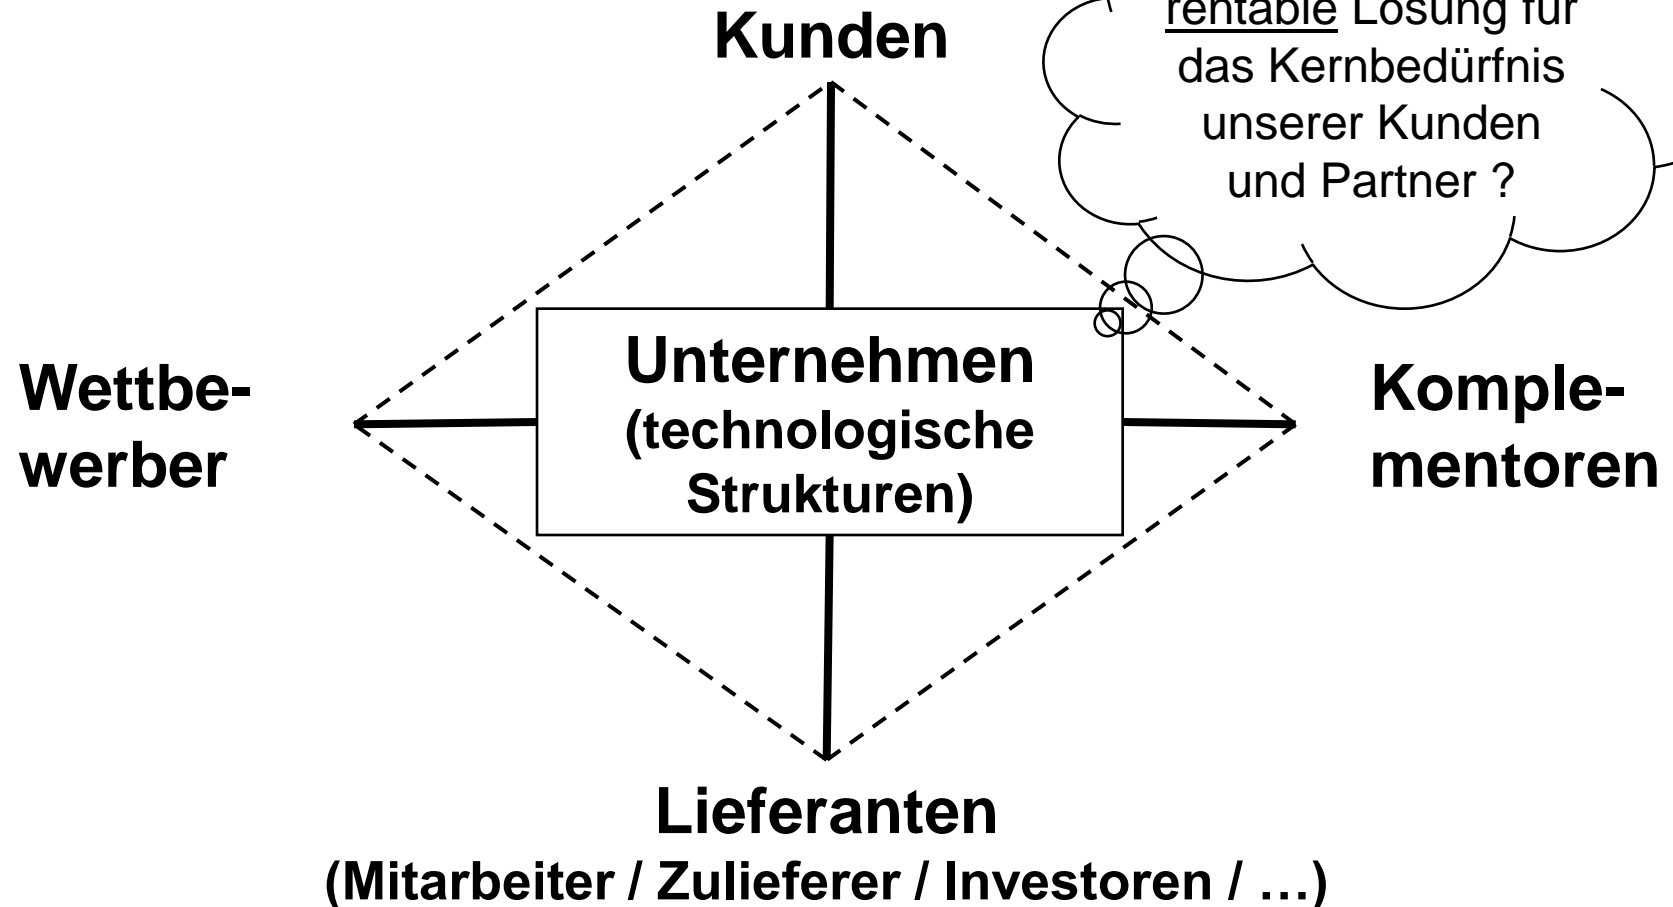 Kunden
rentable Lösung für
das Kernbedürfnis
unserer Kunden
und Partner ?
Wettbe-
werber
Unternehmen
(technologische
Strukturen)
Komple-
mentoren
Lieferanten
(Mitarbeiter / Zulieferer / Investoren / …)